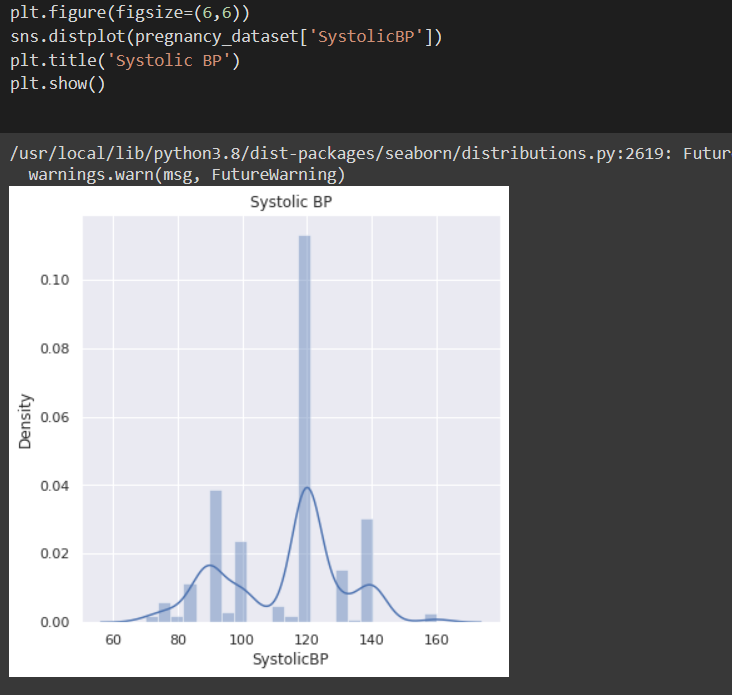 plt.figure(figsize=(6,6))
sns.distplot(pregnancy_dataset['SystolicBP'])
plt.title('Systolic BP')
plt.show()
/usr/local/lib/python3.8/dist-packages/seaborn/distributions.py:2619: Futur
warnings.warn(msg, FutureWarning)
Systolic BP
0.10
0.08
0.06
0.04
0.02
0.00
Density
60 80 100 120 140 160
SystolicBP